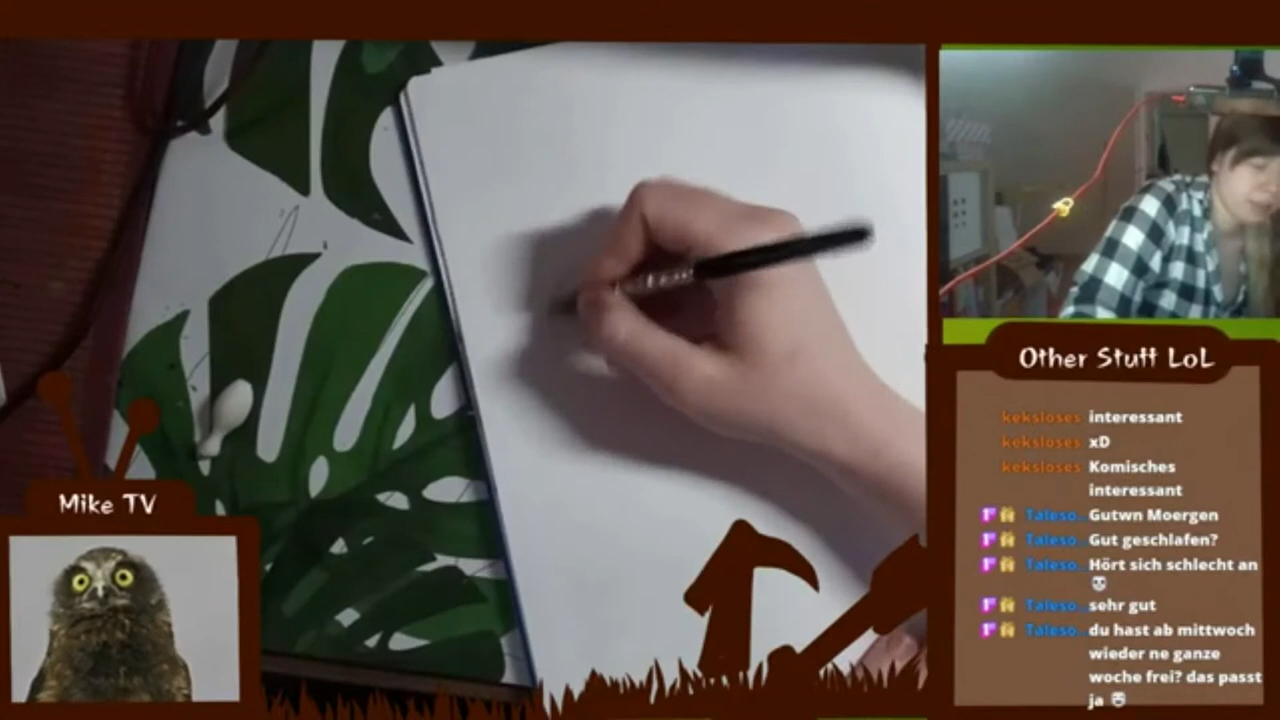 Other Stuff LoL
keksloses interessant
keksloses xD
keksloses Komisches
interessant
Taleso... Gutwn Moergen
Taleso... Gut geschlafen?
Taleso... Hört sich schlecht an
Taleso... sehr gut
Taleso... du hast ab mittwoch
wieder ne ganze
woche frei? das passt
ja
Mike TV